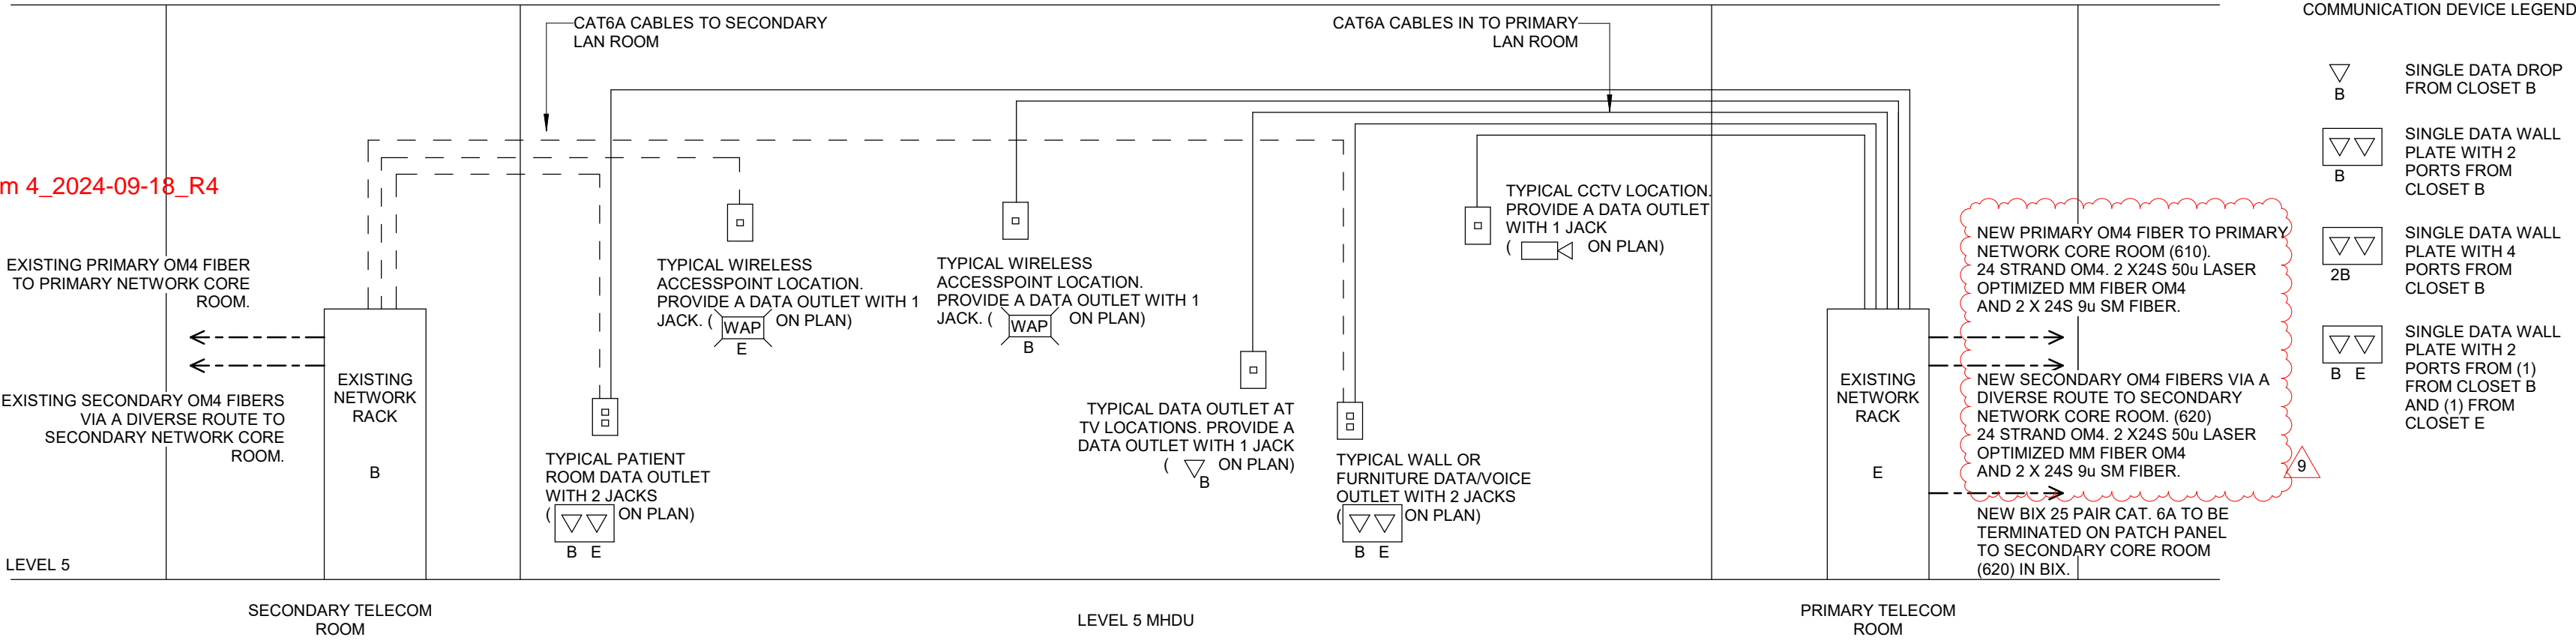 COMMUNICATION DEVICE LEGEND
CAT6A CABLES TO SECONDARY
LAN ROOM
CAT6A CABLES IN TO PRIMARY
LAN ROOM
m 4_2024-09-18_R4
EXISTING PRIMARY OM4 FIBER
TO PRIMARY NETWORK CORE
ROOM.
EXISTING SECONDARY OM4 FIBERS
VIA A DIVERSE ROUTE TO
SECONDARY NETWORK CORE
ROOM.
EXISTING
NETWORK
RACK
B
TYPICAL PATIENT
ROOM DATA OUTLET
WITH 2 JACKS
( ON PLAN)
B E
TYPICAL WIRELESS
ACCESSPOINT LOCATION.
PROVIDE A DATA OUTLET WITH 1
JACK. ( WAP ON PLAN)
E
TYPICAL WIRELESS
ACCESSPOINT LOCATION.
PROVIDE A DATA OUTLET WITH 1
JACK. ( WAP ON PLAN)
B
TYPICAL DATA OUTLET AT
TV LOCATIONS. PROVIDE A
DATA OUTLET WITH 1 JACK
( ON PLAN)
B
TYPICAL WALL OR
FURNITURE DATA/VOICE
OUTLET WITH 2 JACKS
( ON PLAN)
B E
TYPICAL CCTV LOCATION.
PROVIDE A DATA OUTLET
WITH 1 JACK
( ON PLAN)
EXISTING
NETWORK
RACK
E
NEW PRIMARY OM4 FIBER TO PRIMARY
NETWORK CORE ROOM (610).
24 STRAND OM4. 2 X24S 50u LASER
OPTIMIZED MM FIBER OM4
AND 2 X 24S 9u SM FIBER.
NEW SECONDARY OM4 FIBERS VIA A
DIVERSE ROUTE TO SECONDARY
NETWORK CORE ROOM. (620)
24 STRAND OM4. 2 X24S 50u LASER
OPTIMIZED MM FIBER OM4
AND 2 X 24S 9u SM FIBER.
9
NEW BIX 25 PAIR CAT. 6A TO BE
TERMINATED ON PATCH PANEL
TO SECONDARY CORE ROOM
(620) IN BIX.
B
SINGLE DATA DROP
FROM CLOSET B
B
SINGLE DATA WALL
PLATE WITH 2
PORTS FROM
CLOSET B
2B
SINGLE DATA WALL
PLATE WITH 4
PORTS FROM
CLOSET B
B E
SINGLE DATA WALL
PLATE WITH 2
PORTS FROM (1)
FROM CLOSET B
AND (1) FROM
CLOSET E
LEVEL 5
SECONDARY TELECOM
ROOM
LEVEL 5 MHDU
PRIMARY TELECOM
ROOM